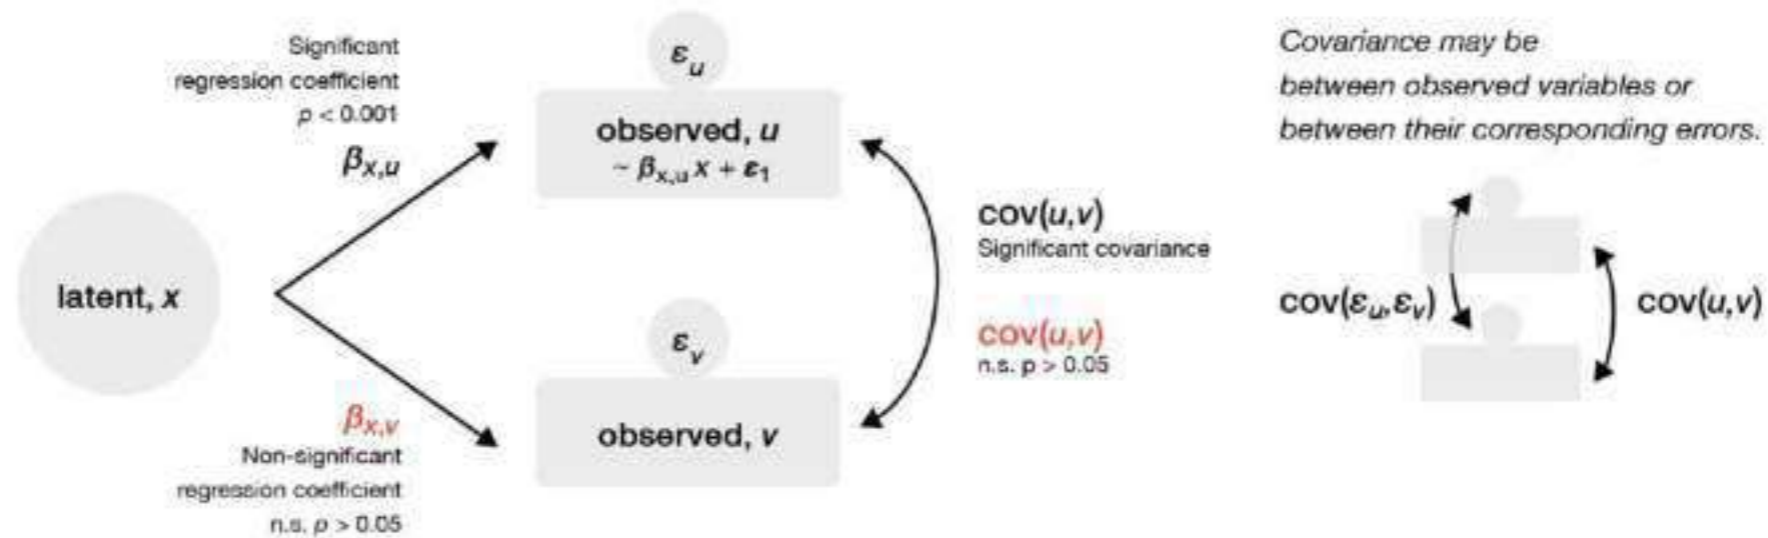 Significant
regression coefficient
p < 0.001
βx,u
εu
observed, u
~ βx,u x + ε1
latent, x
εv
observed, v
βx,v
Non-significant
regression coefficient
n.s. p > 0.05
cov(u,v)
Significant covariance
cov(u,v)
n.s. p > 0.05
Covariance may be
between observed variables or
between their corresponding errors.
cov(εu,εv)
cov(u,v)